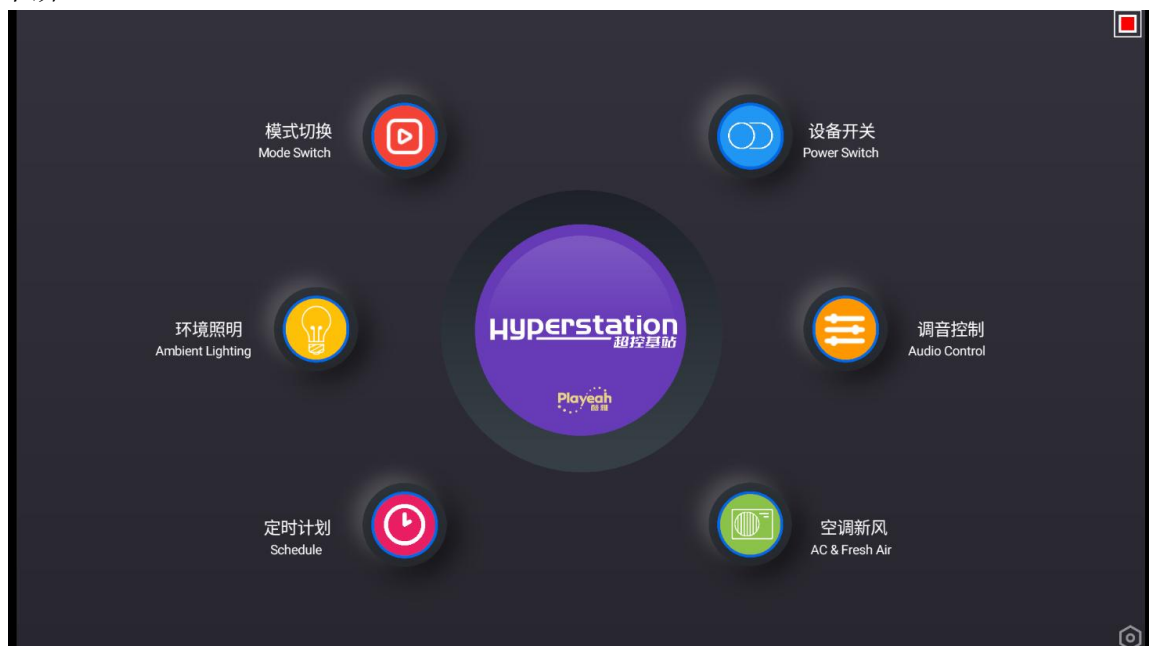 模式切换
Mode Switch
设备开关
Power Switch
环境照明
Ambient Lighting
Hyperstation
超控基站
Playeah
调音控制
Audio Control
定时计划
Schedule
空调新风
AC & Fresh Air